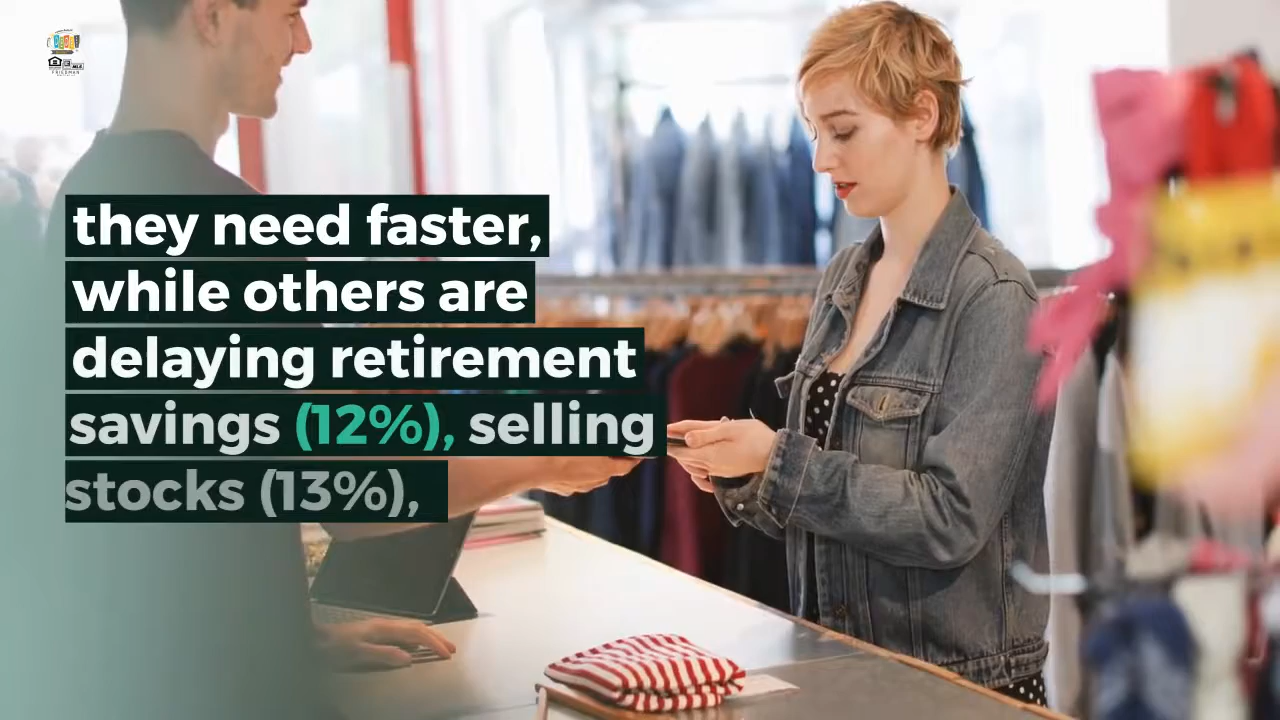 they need faster,
while others are
delaying retirement
savings (12%), selling
stocks (13%),